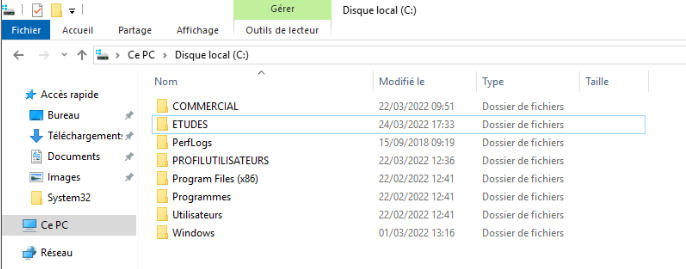 Gérer
Disque local (C:)
Fichier Accueil Partage Affichage Outils de lecteur
Ce PC Disque local (C:)
Nom Modifié le Type Taille
Accès rapide
Bureau
Téléchargements
Documents
Images
System32
Ce PC
Réseau
COMMERCIAL 22/03/2022 09:51 Dossier de fichiers
ETUDES 24/03/2022 17:33 Dossier de fichiers
PerfLogs 15/09/2018 09:19 Dossier de fichiers
PROFILUTILISATEURS 22/03/2022 12:36 Dossier de fichiers
Program Files (x86) 22/02/2022 12:41 Dossier de fichiers
Programmes 22/02/2022 12:41 Dossier de fichiers
Utilisateurs 22/02/2022 12:41 Dossier de fichiers
Windows 01/03/2022 13:16 Dossier de fichiers